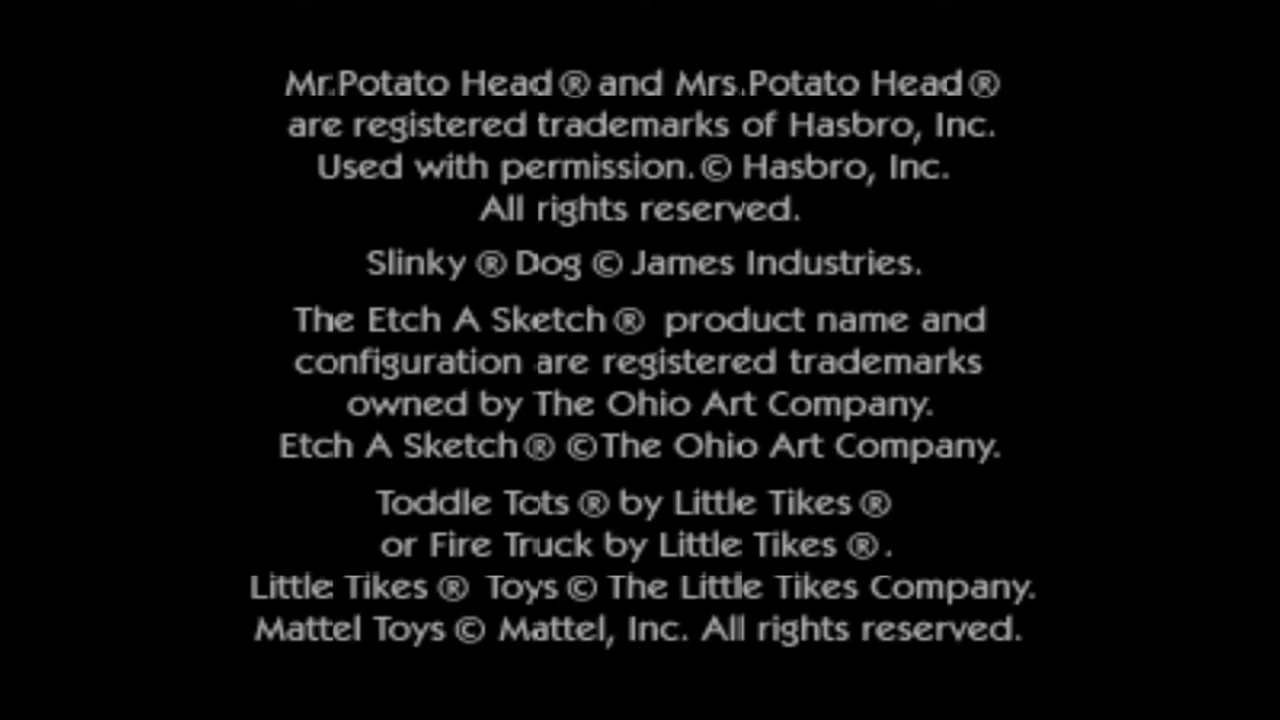 Mr.Potato Head® and Mrs.Potato Head®
are registered trademarks of Hasbro, Inc.
Used with permission.© Hasbro, Inc.
All rights reserved.
Slinky ® Dog © James Industries.
The Etch A Sketch® product name and
configuration are registered trademarks
owned by The Ohio Art Company.
Etch A Sketch® ©The Ohio Art Company.
Toddle Tots ® by Little Tikes ®
or Fire Truck by Little Tikes ®.
Little Tikes ® Toys © The Little Tikes Company.
Mattel Toys © Mattel, Inc. All rights reserved.